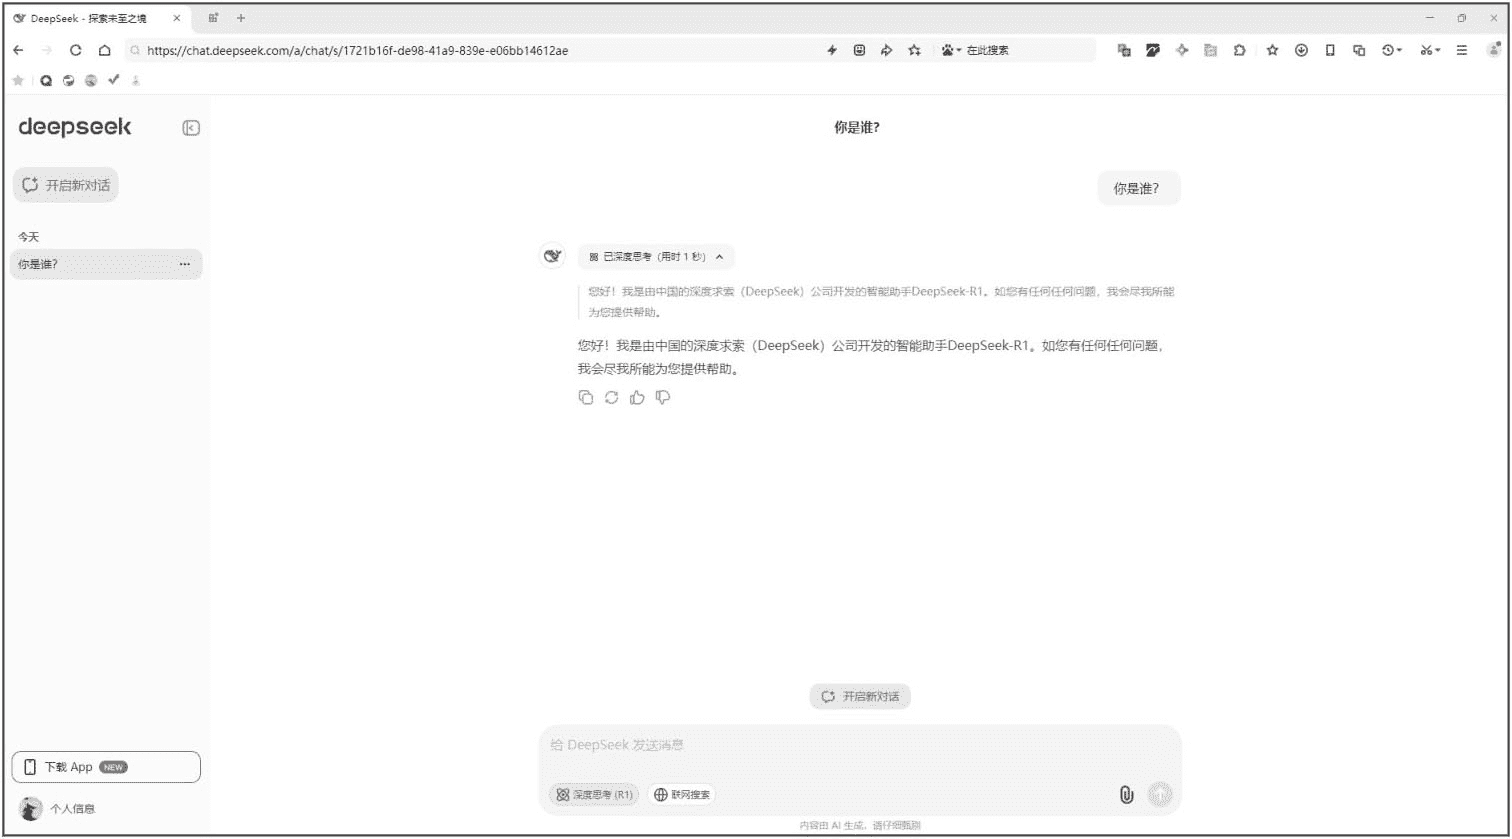 DeepSeek - 探索未至之境
https://chat.deepseek.com/a/chat/s/1721b16f-de98-41a9-839e-e06bb14612ae
在此搜索
deepseek
开启新对话
今天
你是谁?
你是谁?
你是谁?
已深度思考（用时 1 秒）
您好！我是由中国的深度求索（DeepSeek）公司开发的智能助手DeepSeek-R1。如您有任何任何问题，我会尽我所能
为您提供帮助。
您好！我是由中国的深度求索（DeepSeek）公司开发的智能助手DeepSeek-R1。如您有任何任何问题，
我会尽我所能为您提供帮助。
开启新对话
给 DeepSeek 发送消息
深度思考 (R1)
联网搜索
内容由 AI 生成，请仔细甄别
下载 App NEW
个人信息